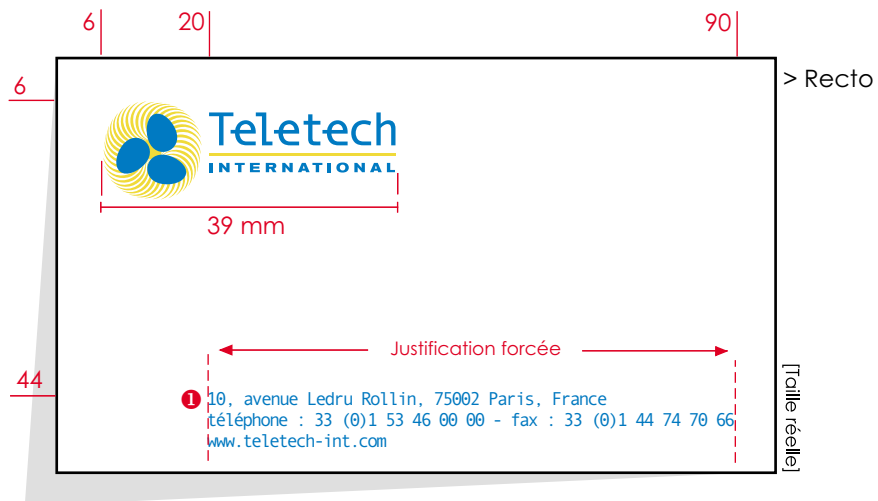 6 20 90
6
> Recto
Teletech
INTERNATIONAL
39 mm
Justification forcée
44
[Taille réelle]
1 10, avenue Ledru Rollin, 75002 Paris, France
téléphone : 33 (0)1 53 46 00 00 - fax : 33 (0)1 44 74 70 66
www.teletech-int.com